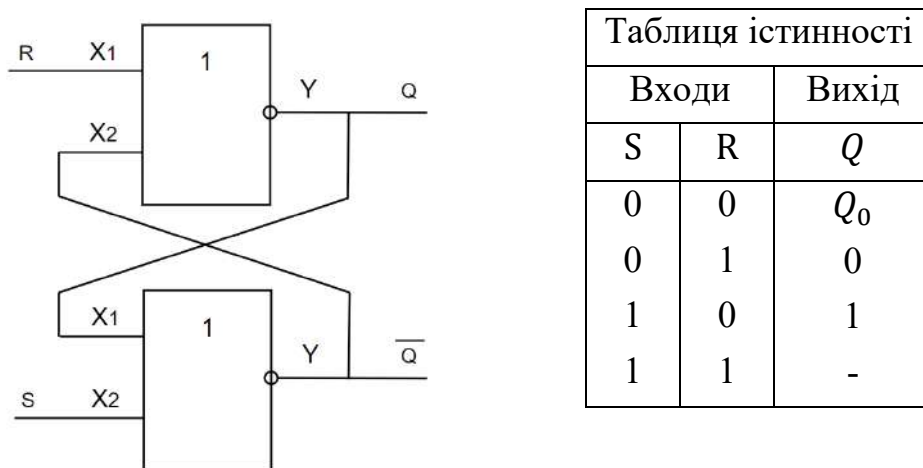 R X1 1
Y Q
X2
X1 1
Y Q
S X2
Таблиця істинності
Входи Вихід
S R Q
0 0 Q₀
0 1 0
1 0 1
1 1 -